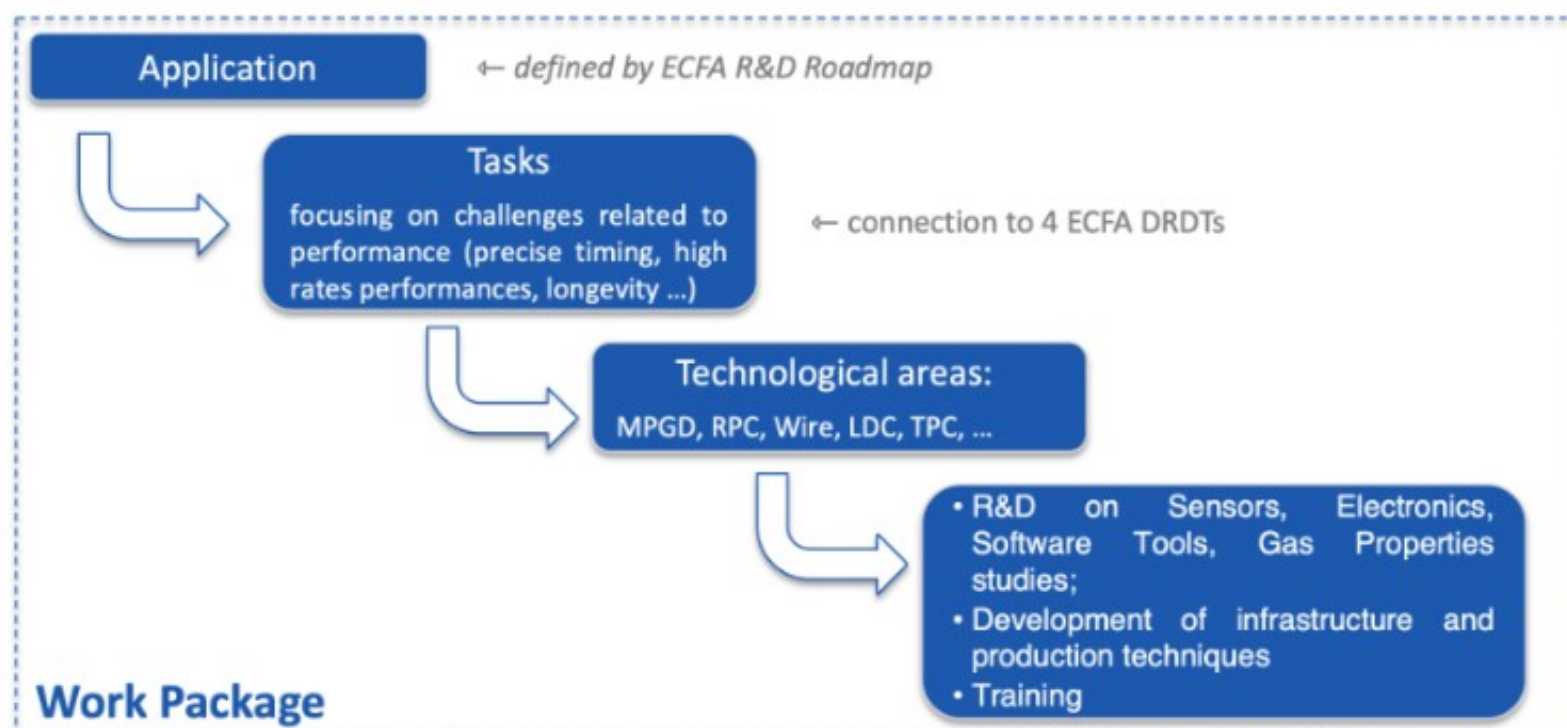 Application
⇐ defined by ECFA R&D Roadmap
Tasks
focusing on challenges related to
performance (precise timing, high
rates performances, longevity ...)
⇐ connection to 4 ECFA DRDTs
Technological areas:
MPGD, RPC, Wire, LDC, TPC, ...
• R&D on Sensors, Electronics,
Software Tools, Gas Properties
studies;
• Development of infrastructure and
production techniques
• Training
Work Package